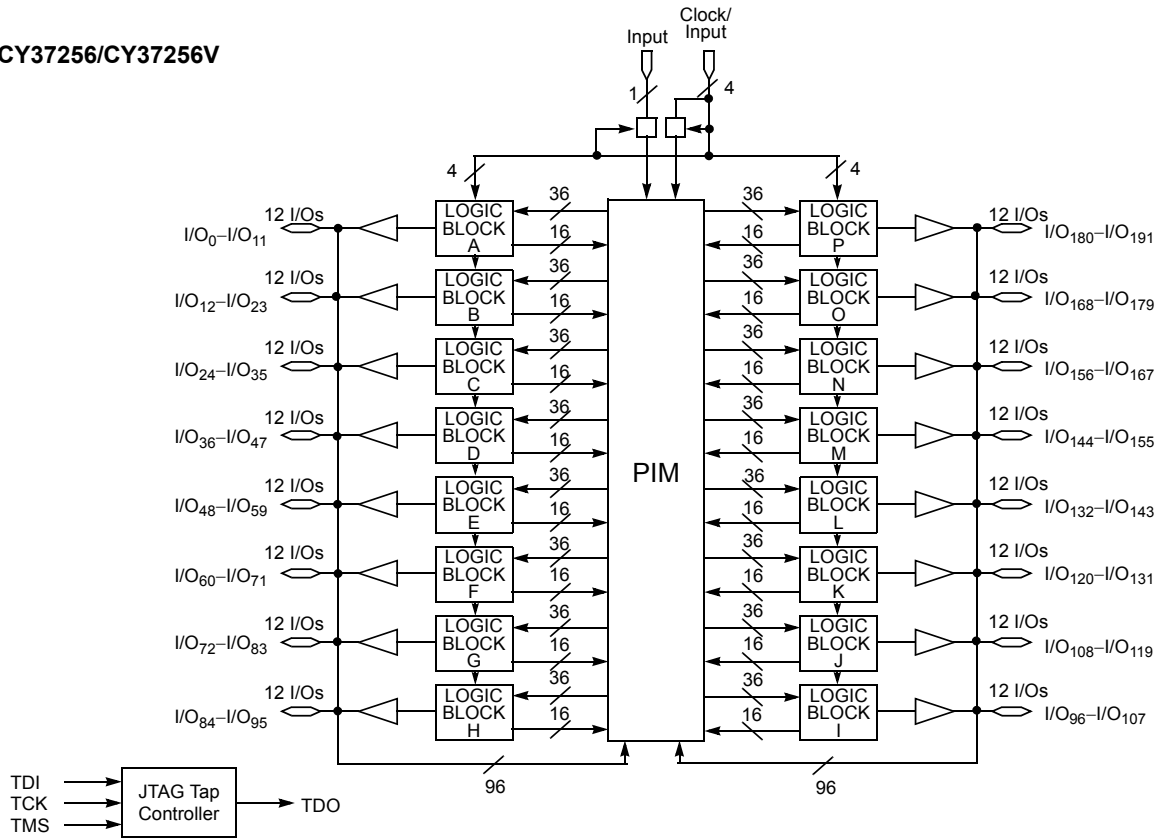 CY37256/CY37256V
Input
Clock/
Input
1
4
4
4
12 I/Os
I/O0–I/O11
LOGIC
BLOCK
A
36
16
36
16
LOGIC
BLOCK
P
12 I/Os
I/O180–I/O191
12 I/Os
I/O12–I/O23
LOGIC
BLOCK
B
36
16
36
16
LOGIC
BLOCK
O
12 I/Os
I/O168–I/O179
12 I/Os
I/O24–I/O35
LOGIC
BLOCK
C
36
16
36
16
LOGIC
BLOCK
N
12 I/Os
I/O156–I/O167
12 I/Os
I/O36–I/O47
LOGIC
BLOCK
D
36
16
PIM
36
16
LOGIC
BLOCK
M
12 I/Os
I/O144–I/O155
12 I/Os
I/O48–I/O59
LOGIC
BLOCK
E
36
16
36
16
LOGIC
BLOCK
L
12 I/Os
I/O132–I/O143
12 I/Os
I/O60–I/O71
LOGIC
BLOCK
F
36
16
36
16
LOGIC
BLOCK
K
12 I/Os
I/O120–I/O131
12 I/Os
I/O72–I/O83
LOGIC
BLOCK
G
36
16
36
16
LOGIC
BLOCK
J
12 I/Os
I/O108–I/O119
12 I/Os
I/O84–I/O95
LOGIC
BLOCK
H
36
16
36
16
LOGIC
BLOCK
I
12 I/Os
I/O96–I/O107
96
96
TDI
TCK
TMS
JTAG Tap
Controller
TDO